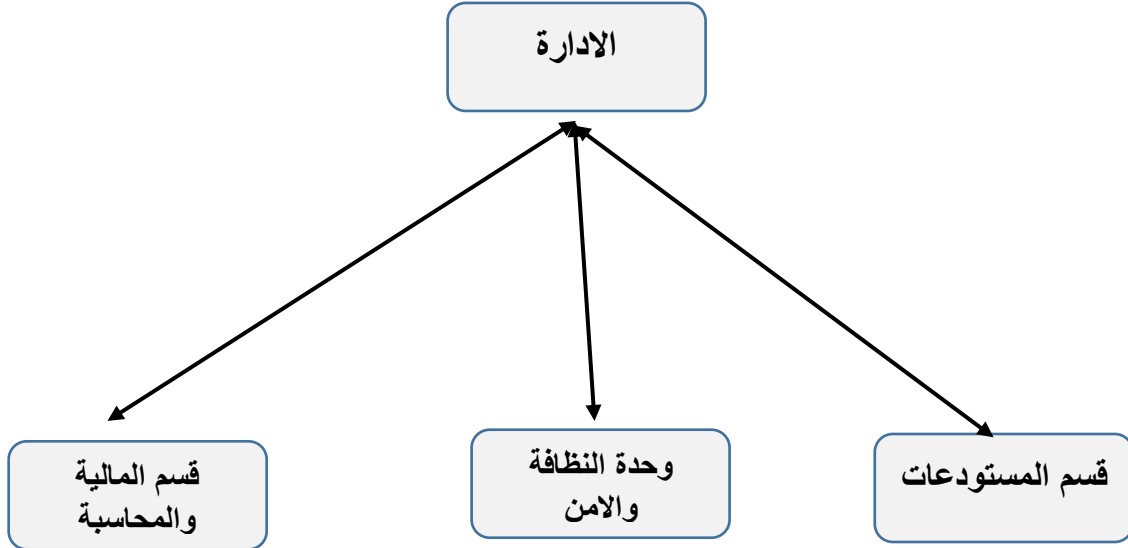 الادارة
قسم المستودعات
وحدة النظافة
والامن
قسم المالية
والمحاسبة